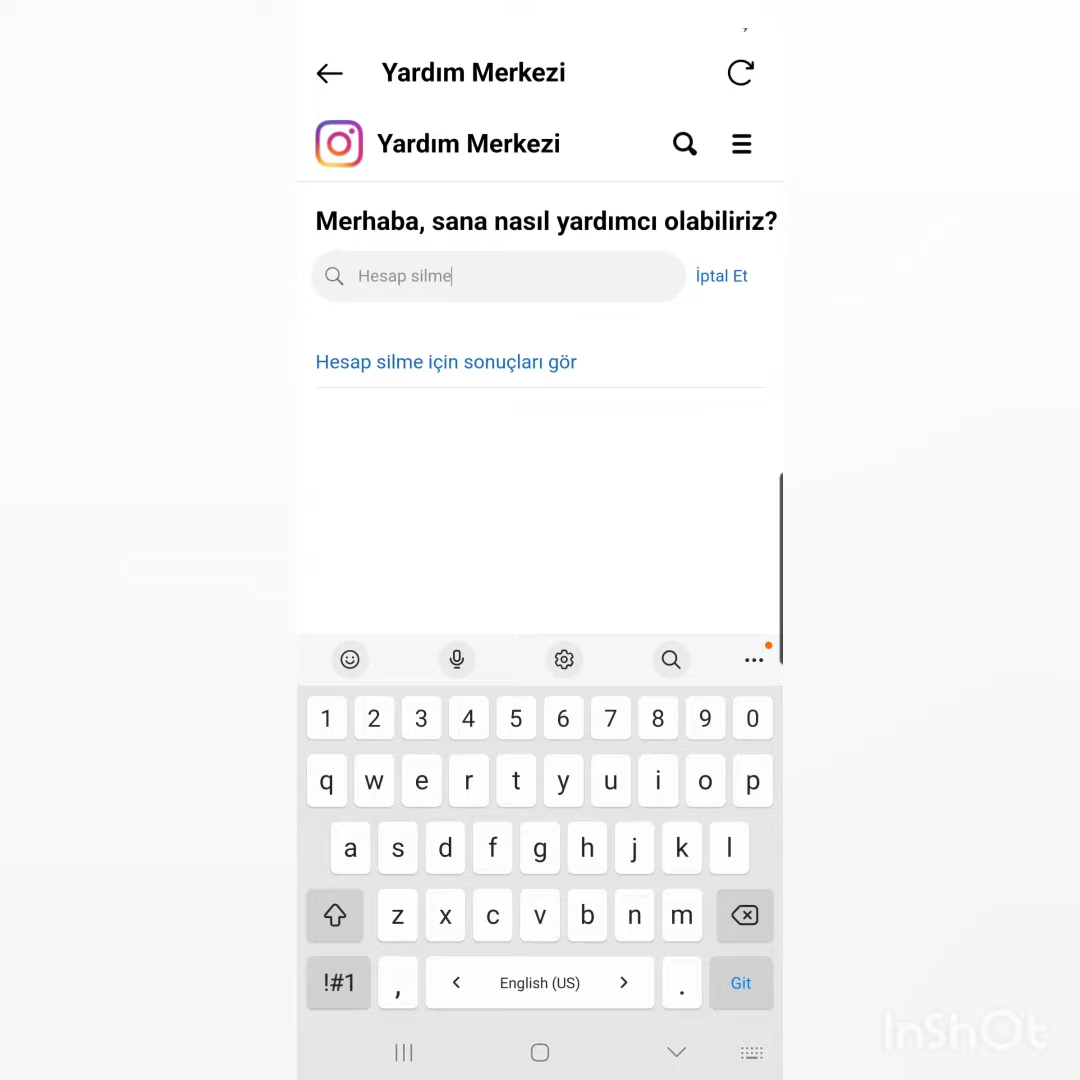 Yardım Merkezi
Yardım Merkezi
Merhaba, sana nasıl yardımcı olabiliriz?
Hesap silme
İptal Et
Hesap silme için sonuçları gör
1 2 3 4 5 6 7 8 9 0
q w e r t y u i o p
a s d f g h j k l
z x c v b n m
!#1 , < English (US) > . Git
InShOt